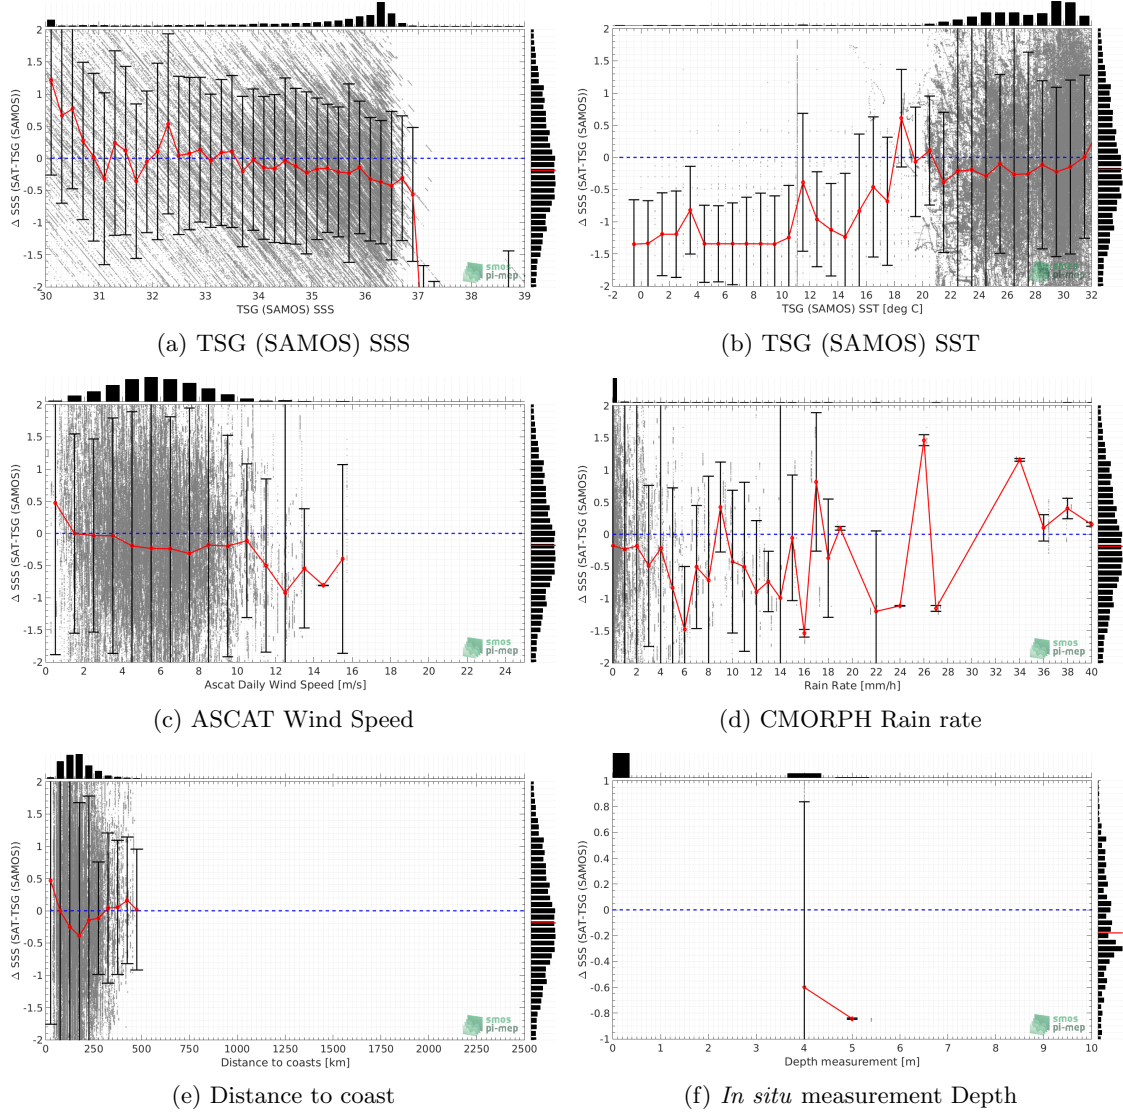 2
1.5
1
0.5
0
-0.5
-1
-1.5
-2
Δ SSS (SAT-TSG (SAMOS))
30 31 32 33 34 35 36 37 38 39
TSG (SAMOS) SSS
smos
pi-mep
(a) TSG (SAMOS) SSS
2
1.5
1
0.5
0
-0.5
-1
-1.5
-2
Δ SSS (SAT-TSG (SAMOS))
-2 0 2 4 6 8 10 12 14 16 18 20 22 24 26 28 30 32
TSG (SAMOS) SST [deg C]
smos
pi-mep
(b) TSG (SAMOS) SST
2
1.5
1
0.5
0
-0.5
-1
-1.5
-2
Δ SSS (SAT-TSG (SAMOS))
0 2 4 6 8 10 12 14 16 18 20 22 24
Ascat Daily Wind Speed [m/s]
smos
pi-mep
(c) ASCAT Wind Speed
2
1.5
1
0.5
0
-0.5
-1
-1.5
-2
Δ SSS (SAT-TSG (SAMOS))
0 2 4 6 8 10 12 14 16 18 20 22 24 26 28 30 32 34 36 38 40
Rain Rate [mm/h]
smos
pi-mep
(d) CMORPH Rain rate
2
1.5
1
0.5
0
-0.5
-1
-1.5
-2
Δ SSS (SAT-TSG (SAMOS))
0 250 500 750 1000 1250 1500 1750 2000 2250 2500
Distance to coasts [km]
smos
pi-mep
(e) Distance to coast
1
0.8
0.6
0.4
0.2
0
-0.2
-0.4
-0.6
-0.8
-1
Δ SSS (SAT-TSG (SAMOS))
0 1 2 3 4 5 6 7 8 9 10
Depth measurement [m]
smos
pi-mep
(f) In situ measurement Depth